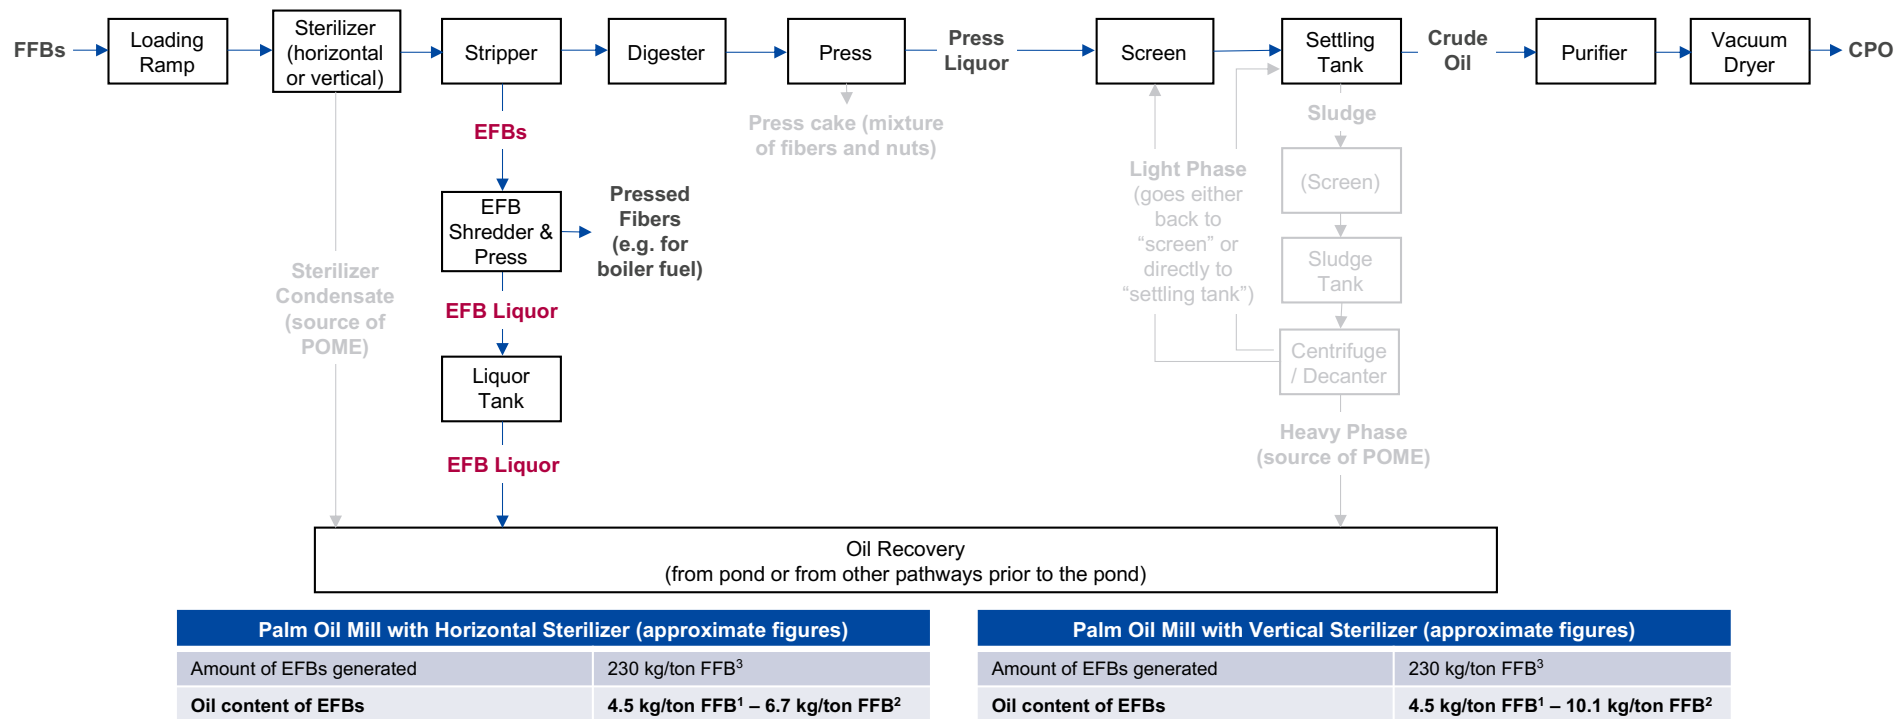 FFBs
Loading
Ramp
Sterilizer
(horizontal
or vertical)
Stripper
Digester
Press
Press
Liquor
Screen
Settling
Tank
Crude
Oil
Purifier
Vacuum
Dryer
CPO
EFBs
Press cake (mixture
of fibers and nuts)
Sludge
Light Phase
(goes either
back to
“screen” or
directly to
“settling tank”)
(Screen)
EFB
Shredder &
Press
Pressed
Fibers
(e.g. for
boiler fuel)
Sludge
Tank
Sterilizer
Condensate
(source of
POME)
EFB Liquor
Centrifuge
/ Decanter
Liquor
Tank
Heavy Phase
(source of POME)
EFB Liquor
Oil Recovery
(from pond or from other pathways prior to the pond)
Palm Oil Mill with Horizontal Sterilizer (approximate figures)
Amount of EFBs generated 230 kg/ton FFB³
Oil content of EFBs 4.5 kg/ton FFB¹ – 6.7 kg/ton FFB²
Palm Oil Mill with Vertical Sterilizer (approximate figures)
Amount of EFBs generated 230 kg/ton FFB³
Oil content of EFBs 4.5 kg/ton FFB¹ – 10.1 kg/ton FFB²